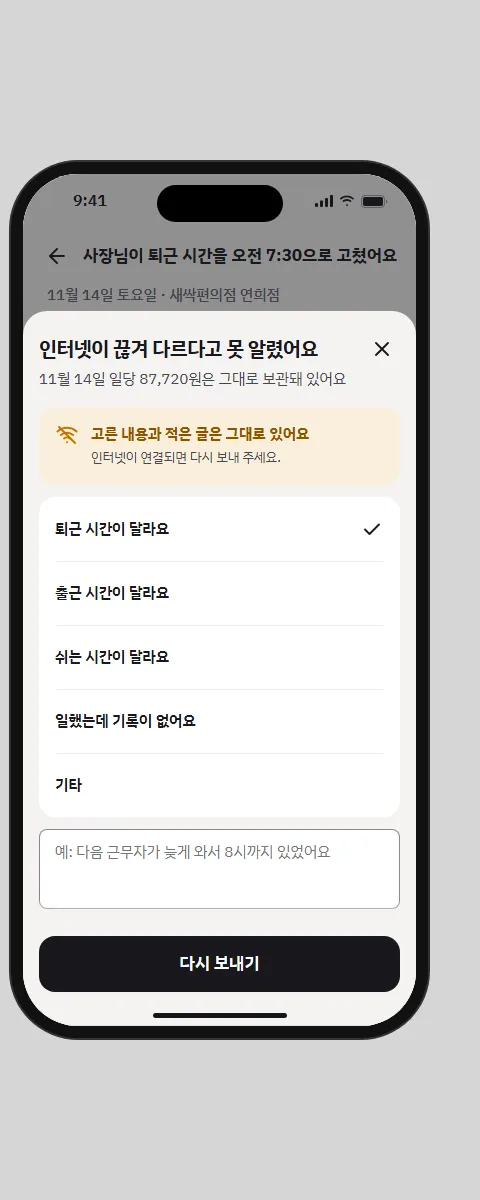 9:41
사장님이 퇴근 시간을 오전 7:30으로 고쳤어요
11월 14일 토요일 · 새싹편의점 연희점
인터넷이 끊겨 다르다고 못 알렸어요
11월 14일 일당 87,720원은 그대로 보관돼 있어요
고른 내용과 적은 글은 그대로 있어요
인터넷이 연결되면 다시 보내 주세요.
퇴근 시간이 달라요
출근 시간이 달라요
쉬는 시간이 달라요
일했는데 기록이 없어요
기타
예: 다음 근무자가 늦게 와서 8시까지 있었어요
다시 보내기